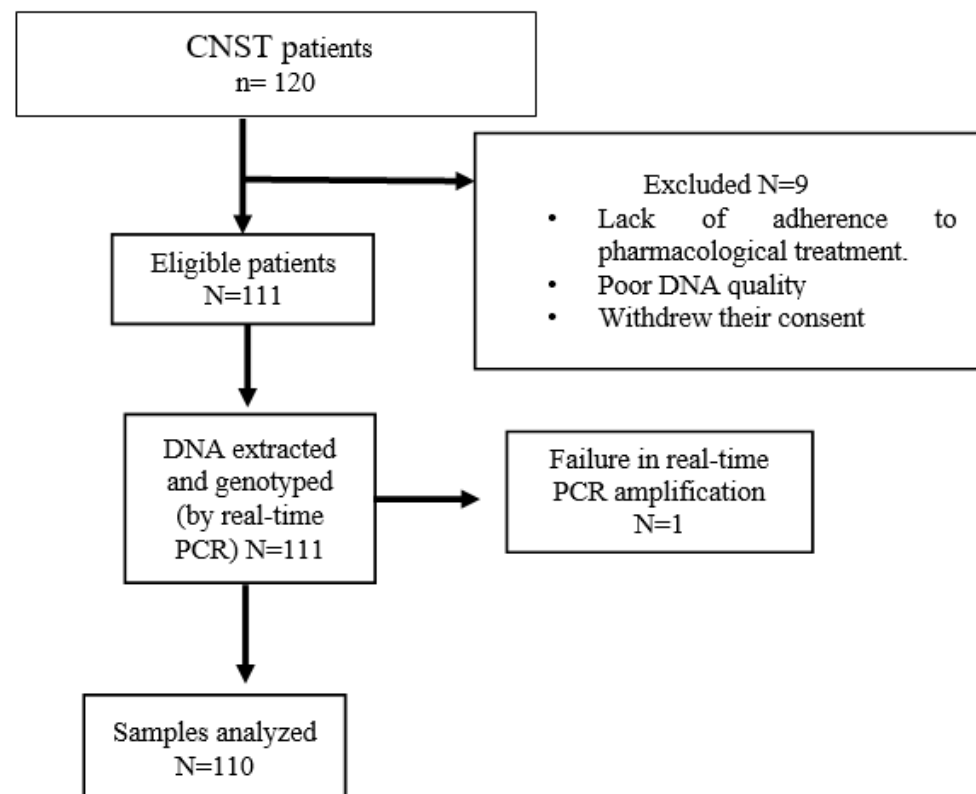 CNST patients
n= 120
Excluded N=9
• Lack of adherence to
pharmacological treatment.
• Poor DNA quality
• Withdrew their consent
Eligible patients
N=111
DNA extracted
and genotyped
(by real-time
PCR) N=111
Failure in real-time
PCR amplification
N=1
Samples analyzed
N=110